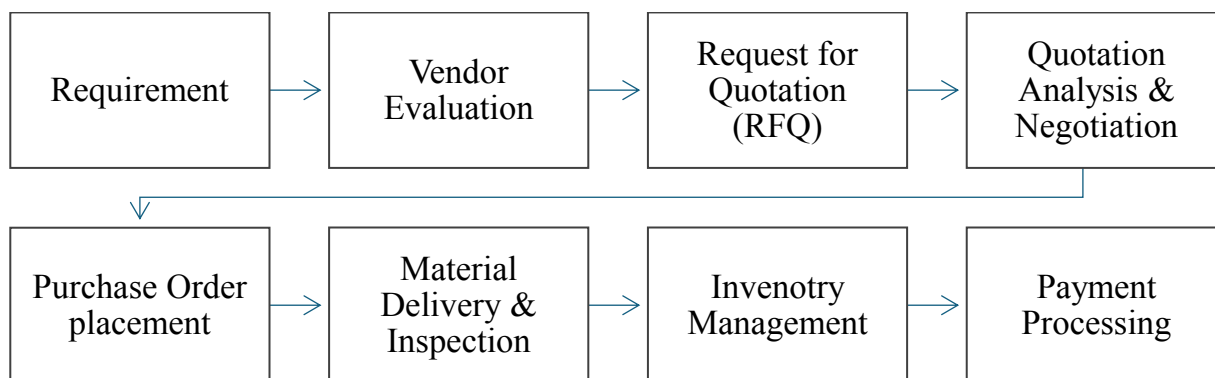 Requirement
Vendor
Evaluation
Request for
Quotation
(RFQ)
Quotation
Analysis &
Negotiation
Purchase Order
placement
Material
Delivery &
Inspection
Invenotry
Management
Payment
Processing